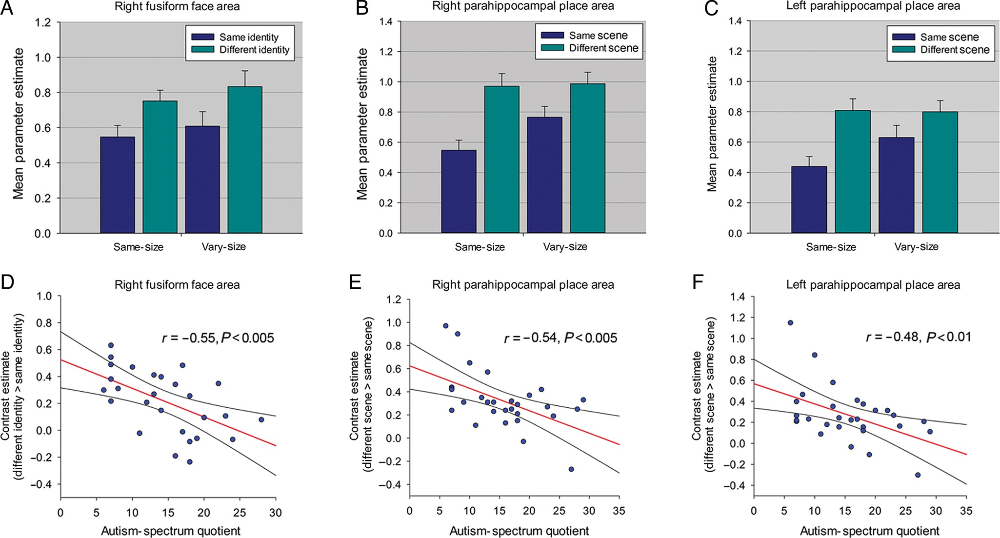 A
Right fusiform face area
Mean parameter estimate
1.2
1.0
0.8
0.6
0.4
0.2
0.0
Same identity
Different identity
Same-size
Vary-size
B
Right parahippocampal place area
Mean parameter estimate
1.4
1.2
1.0
0.8
0.6
0.4
0.2
0.0
Same scene
Different scene
Same-size
Vary-size
C
Left parahippocampal place area
Mean parameter estimate
1.4
1.2
1.0
0.8
0.6
0.4
0.2
0.0
Same scene
Different scene
Same-size
Vary-size
D
Right fusiform face area
Contrast estimate
(different identity > same identity)
1.0
0.8
0.6
0.4
0.2
0.0
−0.2
−0.4
r = −0.55, P < 0.005
0 5 10 15 20 25 30
Autism-spectrum quotient
E
Right parahippocampal place area
Contrast estimate
(different scene > same scene)
1.2
1.0
0.8
0.6
0.4
0.2
0.0
−0.2
−0.4
r = −0.54, P < 0.005
0 5 10 15 20 25 30 35
Autism-spectrum quotient
F
Left parahippocampal place area
Contrast estimate
(different scene > same scene)
1.4
1.2
1.0
0.8
0.6
0.4
0.2
0.0
−0.2
−0.4
r = −0.48, P < 0.01
0 5 10 15 20 25 30 35
Autism-spectrum quotient